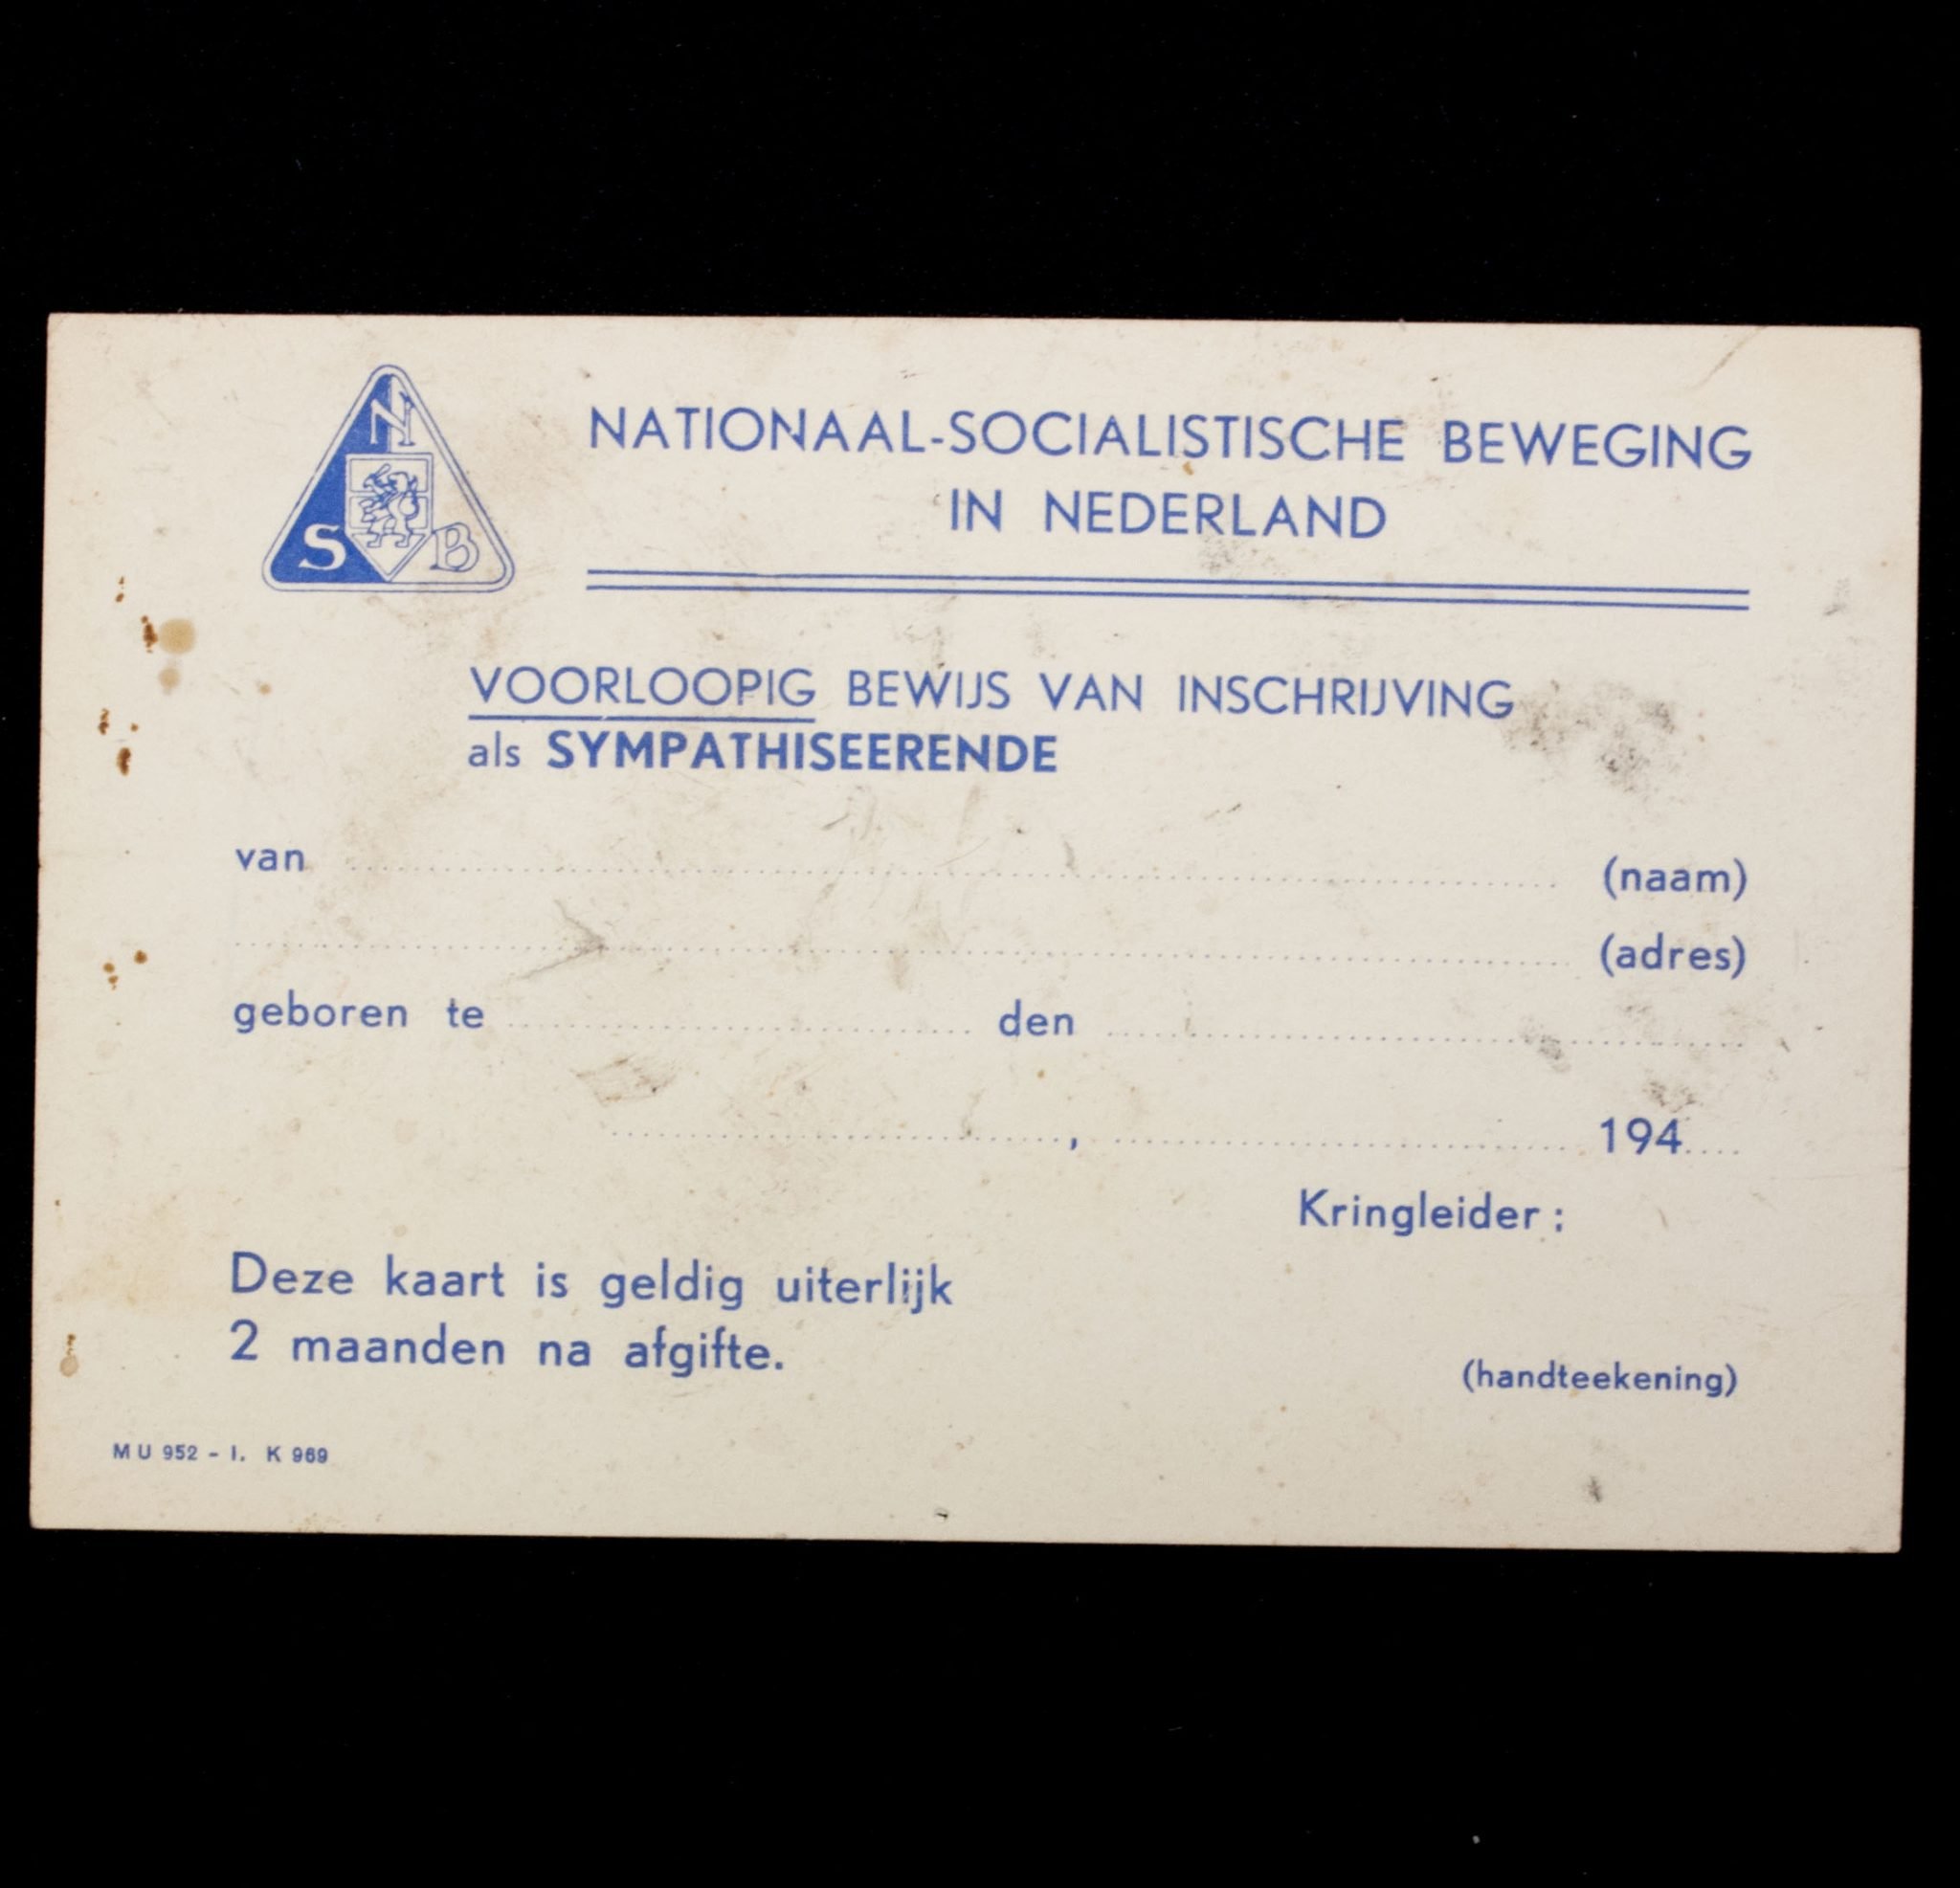 N
S B
NATIONAAL-SOCIALISTISCHE BEWEGING
IN NEDERLAND
VOORLOOPIG BEWIJS VAN INSCHRIJVING
als SYMPATHISEERENDE
van (naam)
(adres)
geboren te den
, 194
Kringleider :
Deze kaart is geldig uiterlijk
2 maanden na afgifte.
(handteekening)
MU 952 - I. K 969